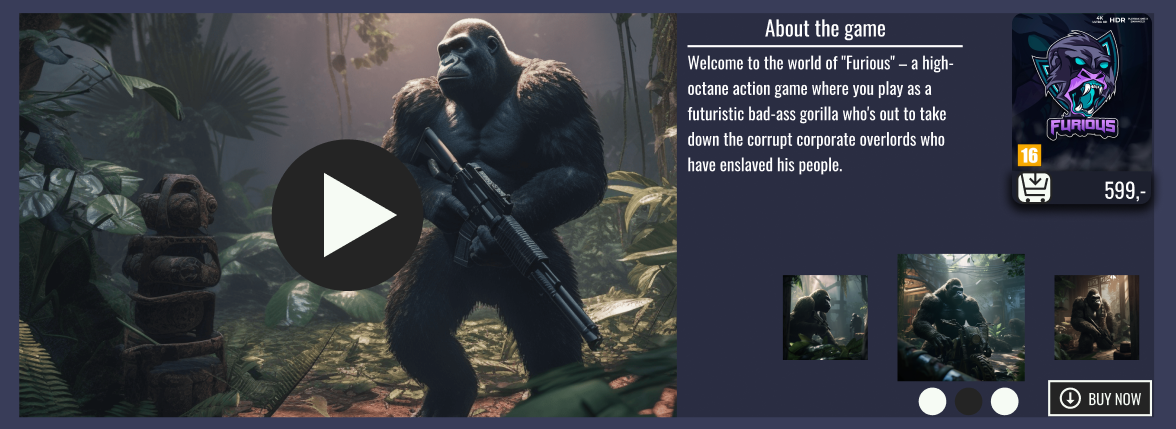 About the game
Welcome to the world of "Furious" – a high-
octane action game where you play as a
futuristic bad-ass gorilla who's out to take
down the corrupt corporate overlords who
have enslaved his people.
4K
HDR
FURIOUS
16
599,-
BUY NOW